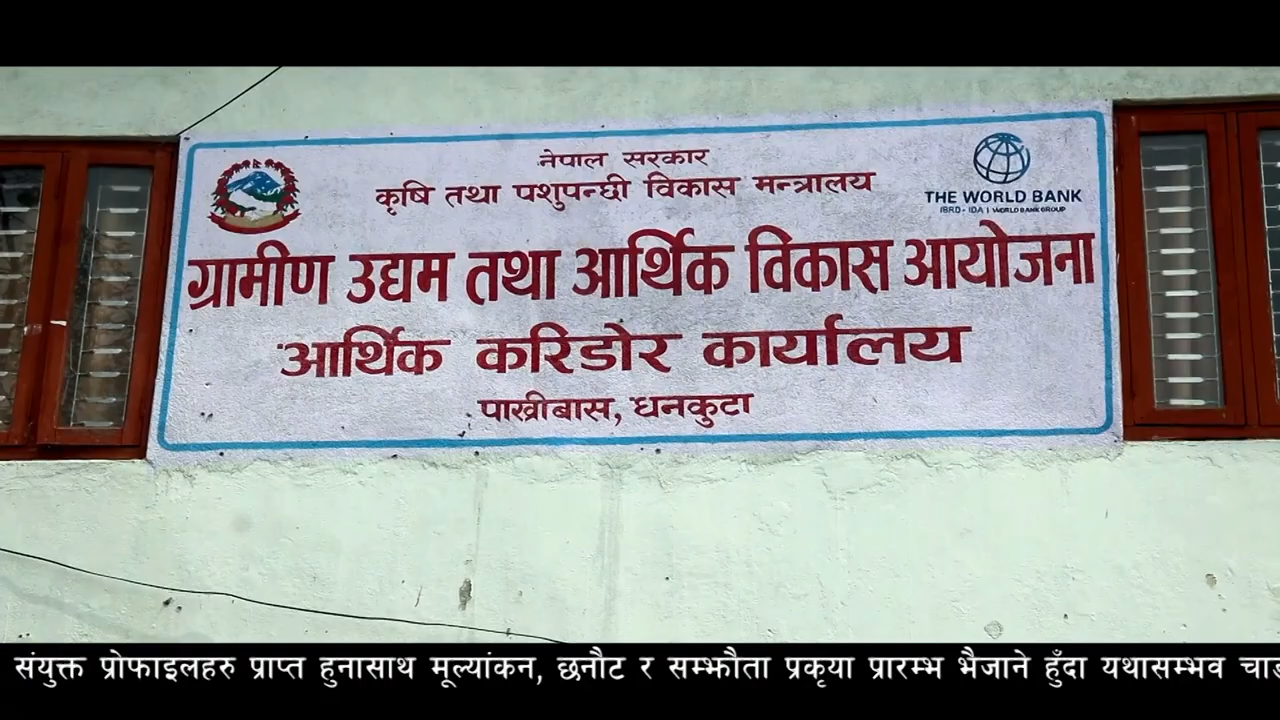 नेपाल सरकार
कृषि तथा पशुपन्छी विकास मन्त्रालय
THE WORLD BANK
IBRD • IDA | WORLD BANK GROUP
ग्रामीण उद्यम तथा आर्थिक विकास आयोजना
आर्थिक करिडोर कार्यालय
पाखीबास, धनकुटा
संयुक्त प्रोफाइलहरु प्राप्त हुनासाथ मूल्यांकन, छनौट र सम्झौता प्रकृया प्रारम्भ भैजाने हुँदा यथासम्भव